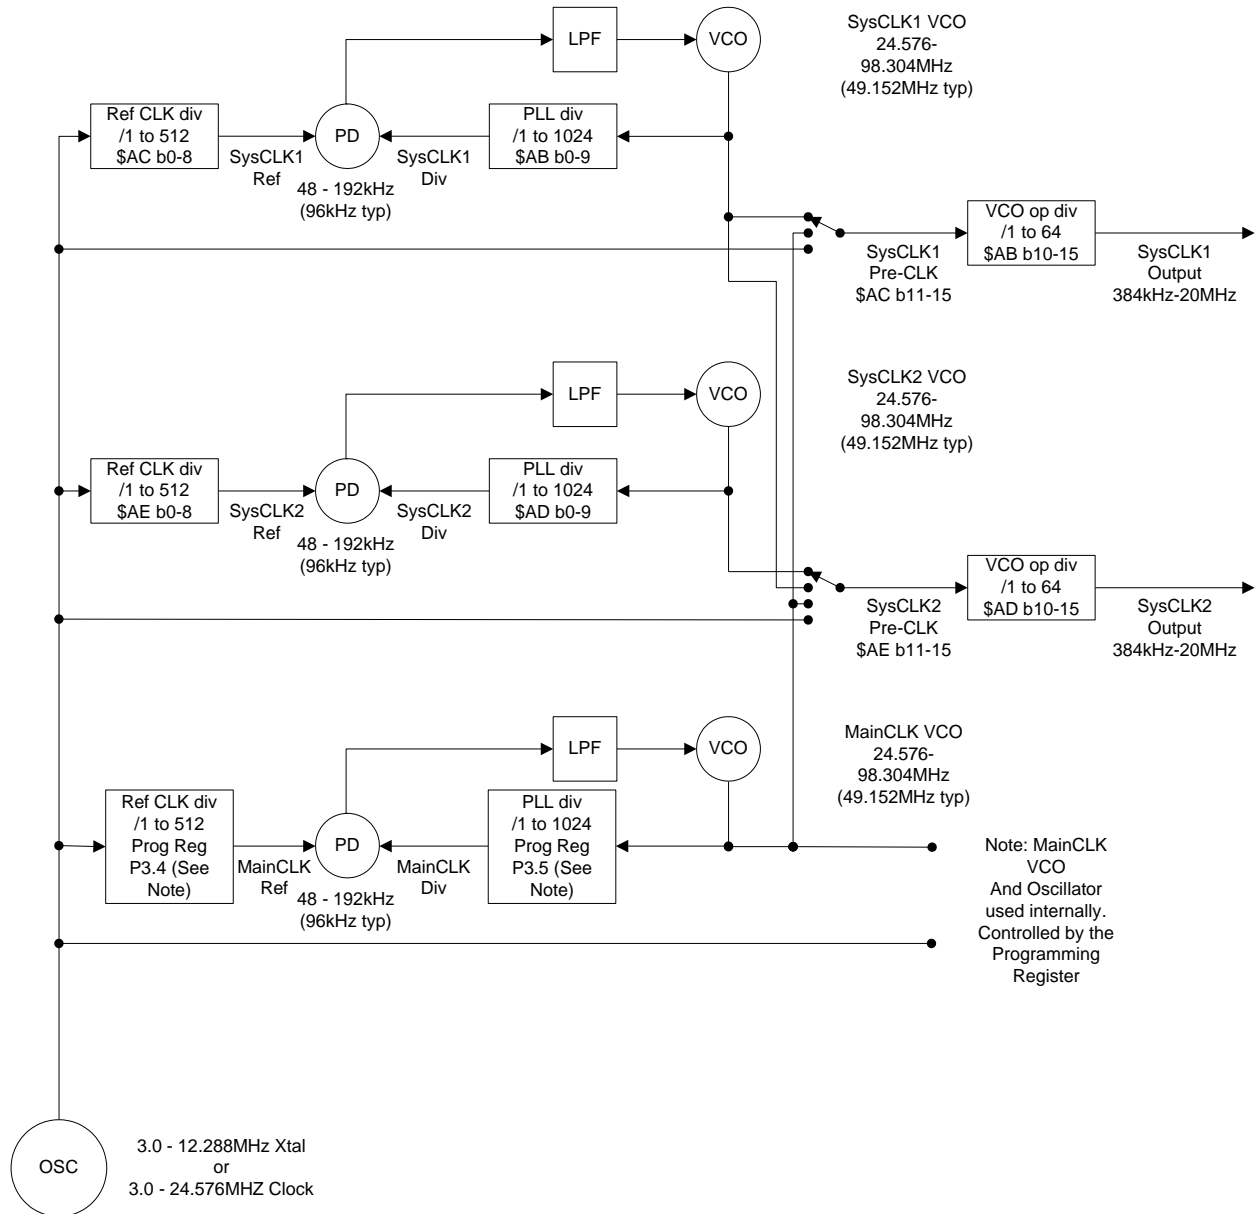 LPF
VCO
SysCLK1 VCO
24.576-
98.304MHz
(49.152MHz typ)
Ref CLK div
/1 to 512
$AC b0-8
SysCLK1
Ref
PD
48 - 192kHz
(96kHz typ)
SysCLK1
Div
PLL div
/1 to 1024
$AB b0-9
SysCLK1
Pre-CLK
$AC b11-15
VCO op div
/1 to 64
$AB b10-15
SysCLK1
Output
384kHz-20MHz
LPF
VCO
SysCLK2 VCO
24.576-
98.304MHz
(49.152MHz typ)
Ref CLK div
/1 to 512
$AE b0-8
SysCLK2
Ref
PD
48 - 192kHz
(96kHz typ)
SysCLK2
Div
PLL div
/1 to 1024
$AD b0-9
SysCLK2
Pre-CLK
$AE b11-15
VCO op div
/1 to 64
$AD b10-15
SysCLK2
Output
384kHz-20MHz
LPF
VCO
MainCLK VCO
24.576-
98.304MHz
(49.152MHz typ)
Ref CLK div
/1 to 512
Prog Reg
P3.4 (See
Note)
MainCLK
Ref
PD
48 - 192kHz
(96kHz typ)
MainCLK
Div
PLL div
/1 to 1024
Prog Reg
P3.5 (See
Note)
Note: MainCLK
VCO
And Oscillator
used internally.
Controlled by the
Programming
Register
OSC
3.0 - 12.288MHz Xtal
or
3.0 - 24.576MHZ Clock